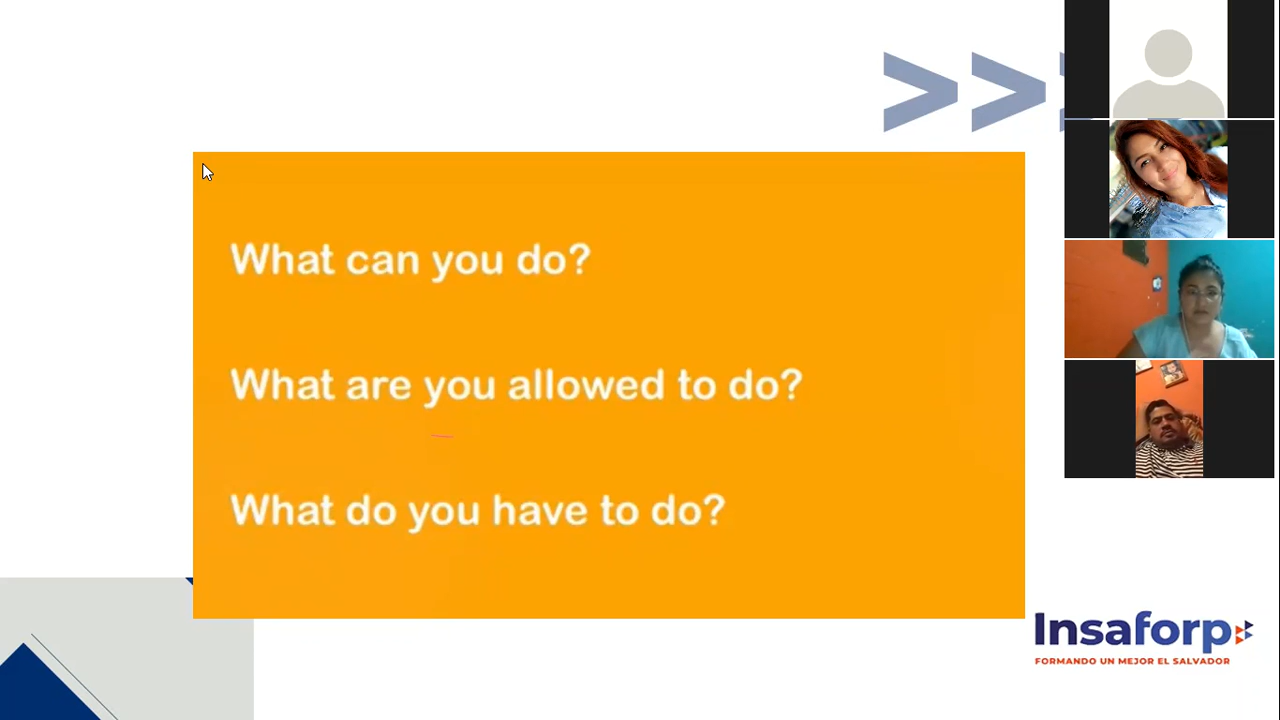 >>>
What can you do?
What are you allowed to do?
What do you have to do?
Insaforp
FORMANDO UN MEJOR EL SALVADOR